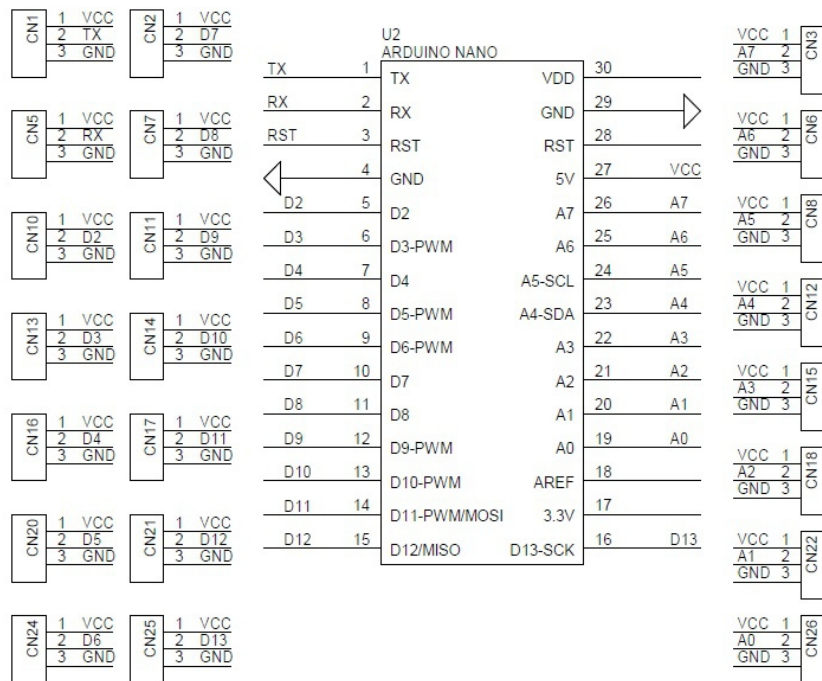 CN1
1 VCC
2 TX
3 GND
CN2
1 VCC
2 D7
3 GND
CN5
1 VCC
2 RX
3 GND
CN7
1 VCC
2 D8
3 GND
CN10
1 VCC
2 D2
3 GND
CN11
1 VCC
2 D9
3 GND
CN13
1 VCC
2 D3
3 GND
CN14
1 VCC
2 D10
3 GND
CN16
1 VCC
2 D4
3 GND
CN17
1 VCC
2 D11
3 GND
CN20
1 VCC
2 D5
3 GND
CN21
1 VCC
2 D12
3 GND
CN24
1 VCC
2 D6
3 GND
CN25
1 VCC
2 D13
3 GND
U2
ARDUINO NANO
TX 1 TX VDD 30
RX 2 RX GND 29
RST 3 RST RST 28
4 GND 5V 27 VCC
D2 5 D2 A7 26 A7
D3 6 D3-PWM A6 25 A6
D4 7 D4 A5-SCL 24 A5
D5 8 D5-PWM A4-SDA 23 A4
D6 9 D6-PWM A3 22 A3
D7 10 D7 A2 21 A2
D8 11 D8 A1 20 A1
D9 12 D9-PWM A0 19 A0
D10 13 D10-PWM AREF 18
D11 14 D11-PWM/MOSI 3.3V 17
D12 15 D12/MISO D13-SCK 16 D13
VCC 1
A7 2
GND 3
CN3
VCC 1
A6 2
GND 3
CN6
VCC 1
A5 2
GND 3
CN8
VCC 1
A4 2
GND 3
CN12
VCC 1
A3 2
GND 3
CN15
VCC 1
A2 2
GND 3
CN18
VCC 1
A1 2
GND 3
CN22
VCC 1
A0 2
GND 3
CN26